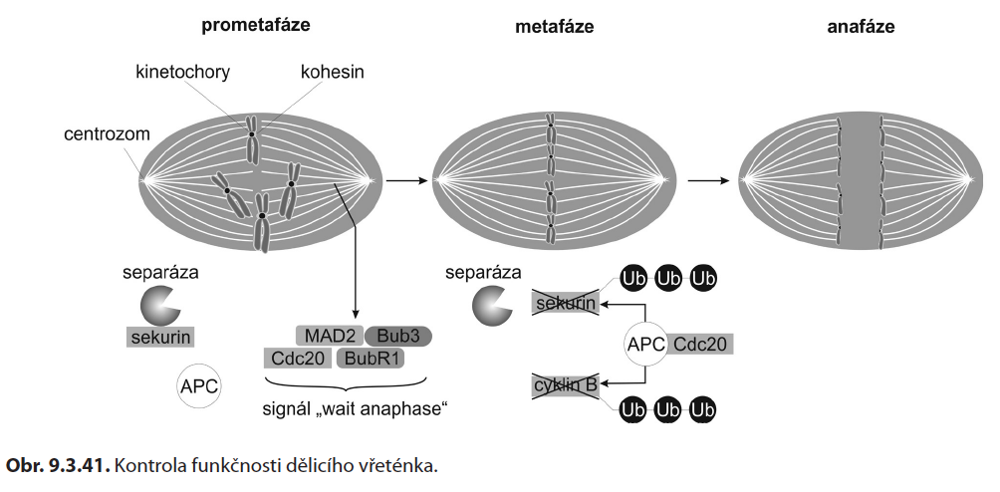 prometafáze
metafáze
anafáze
kinetochory
kohesin
centrozom
separáza
sekurin
APC
MAD2
Bub3
Cdc20
BubR1
signál „wait anaphase“
separáza
sekurin
Ub Ub Ub
APC
Cdc20
cyklin B
Ub Ub Ub
Obr. 9.3.41. Kontrola funkčnosti dělicího vřeténka.